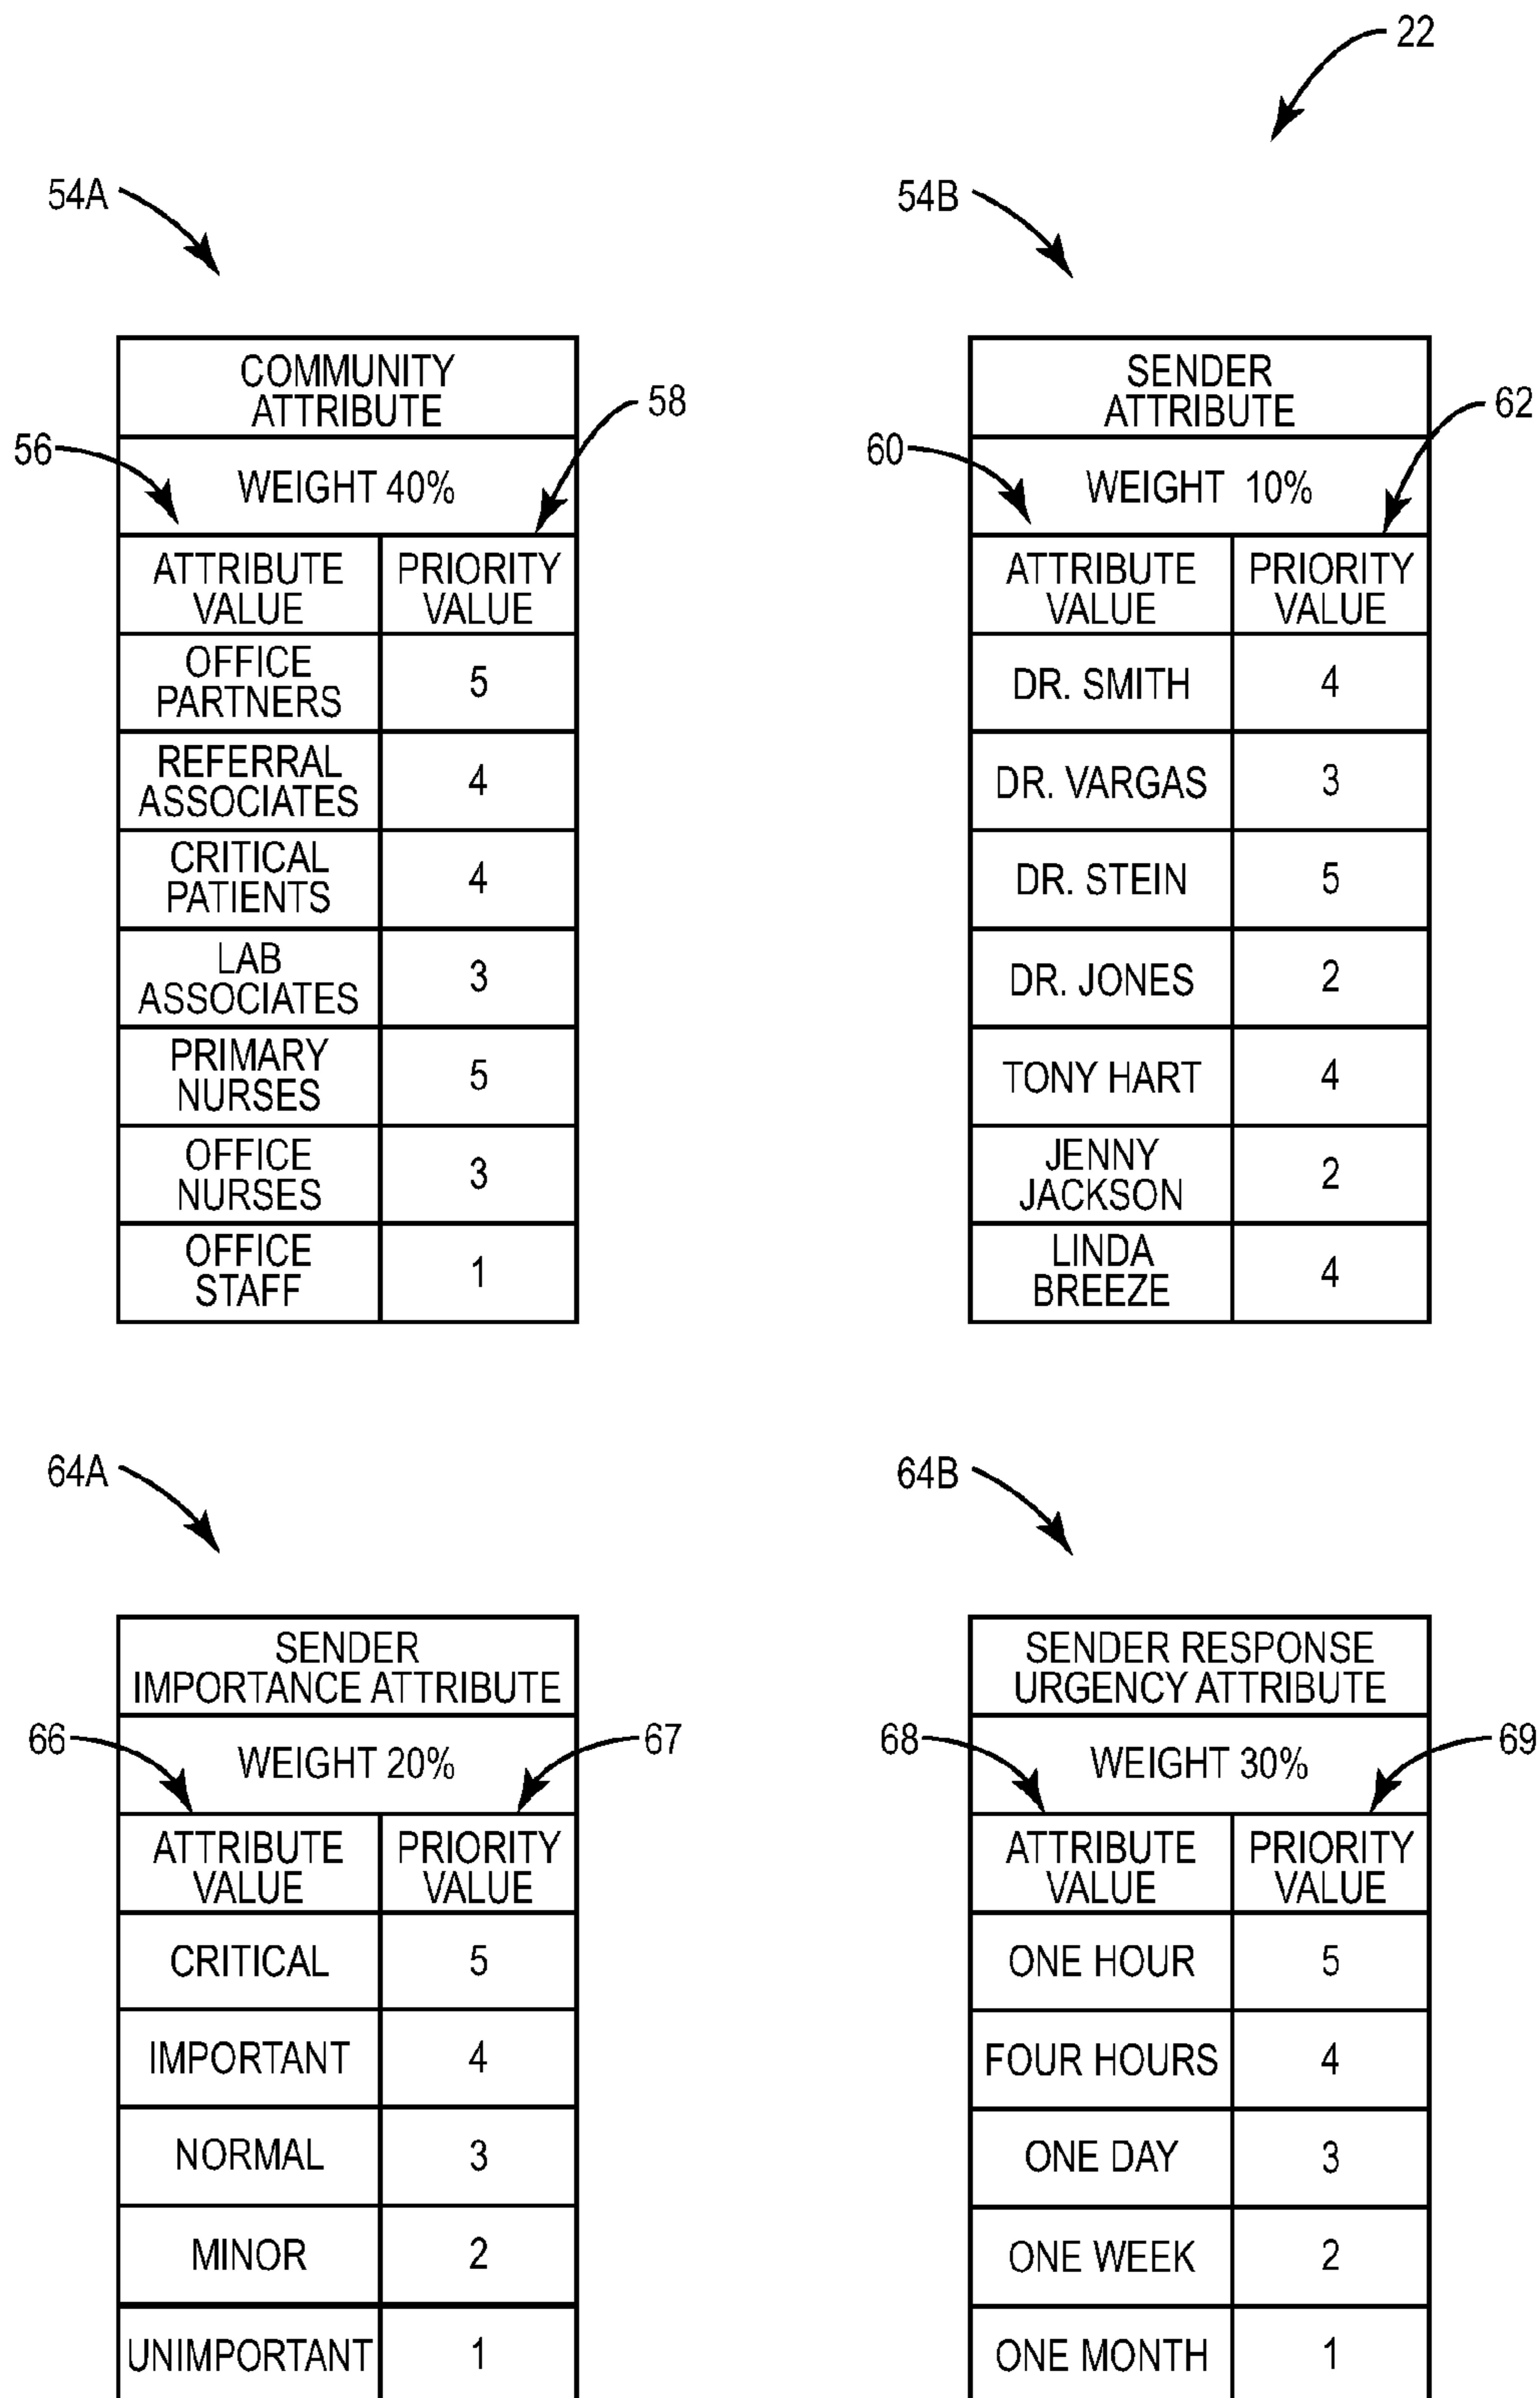 22
54A
54B
COMMUNITY
ATTRIBUTE
56
58
WEIGHT 40%
ATTRIBUTE
VALUE
PRIORITY
VALUE
OFFICE
PARTNERS
5
REFERRAL
ASSOCIATES
4
CRITICAL
PATIENTS
4
LAB
ASSOCIATES
3
PRIMARY
NURSES
5
OFFICE
NURSES
3
OFFICE
STAFF
1
SENDER
ATTRIBUTE
60
62
WEIGHT 10%
ATTRIBUTE
VALUE
PRIORITY
VALUE
DR. SMITH
4
DR. VARGAS
3
DR. STEIN
5
DR. JONES
2
TONY HART
4
JENNY
JACKSON
2
LINDA
BREEZE
4
64A
64B
SENDER
IMPORTANCE ATTRIBUTE
66
67
WEIGHT 20%
ATTRIBUTE
VALUE
PRIORITY
VALUE
CRITICAL
5
IMPORTANT
4
NORMAL
3
MINOR
2
UNIMPORTANT
1
SENDER RESPONSE
URGENCY ATTRIBUTE
68
69
WEIGHT 30%
ATTRIBUTE
VALUE
PRIORITY
VALUE
ONE HOUR
5
FOUR HOURS
4
ONE DAY
3
ONE WEEK
2
ONE MONTH
1